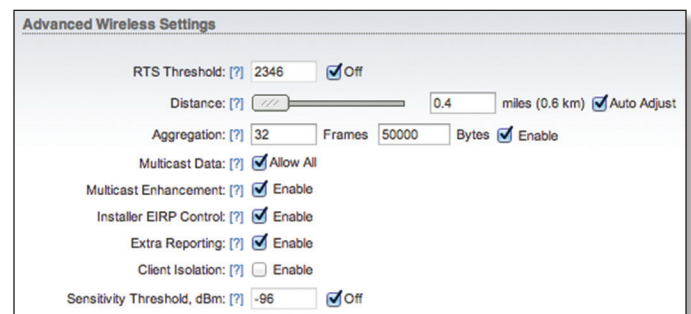 Advanced Wireless Settings
RTS Threshold: [?] 2346 Off
Distance: [?] 0.4 miles (0.6 km) Auto Adjust
Aggregation: [?] 32 Frames 50000 Bytes Enable
Multicast Data: [?] Allow All
Multicast Enhancement: [?] Enable
Installer EIRP Control: [?] Enable
Extra Reporting: [?] Enable
Client Isolation: [?] Enable
Sensitivity Threshold, dBm: [?] -96 Off